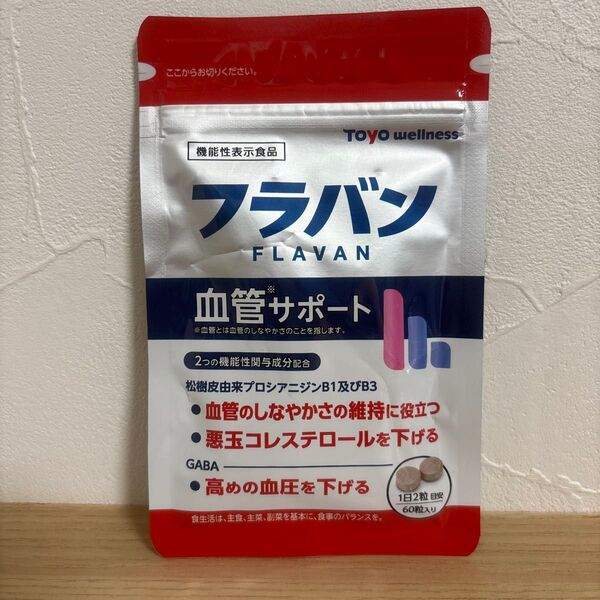 ここからお切りください。
TOYO wellness
機能性表示食品
フラバン
FLAVAN
血管※サポート
※血管とは血管のしなやかさのことを指します。
2つの機能性関与成分配合
松樹皮由来プロシアニジンB1及びB3
●血管のしなやかさの維持に役立つ
●悪玉コレステロールを下げる
GABA
●高めの血圧を下げる
1日2粒 目安
60粒入り
食生活は、主食、主菜、副菜を基本に、食事のバランスを。